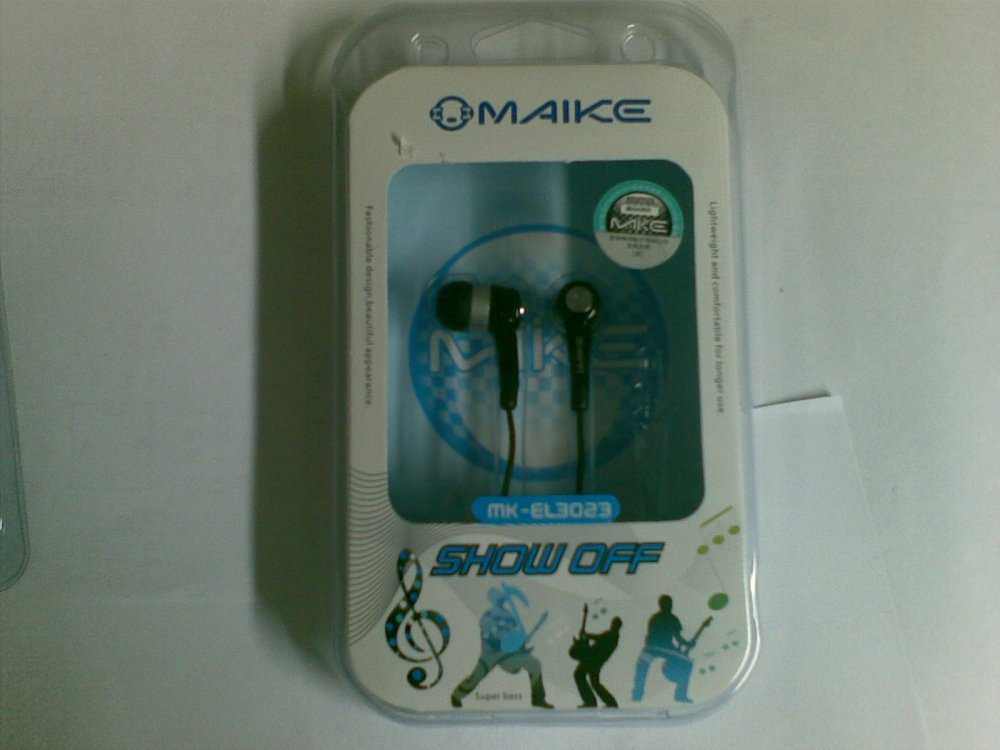 MAIKE
Fashionable design,beautiful appearance
Lightweight and comfortable for longer use
MAIKE
MAIKE
MK-EL3023
SHOW OFF
Super bass